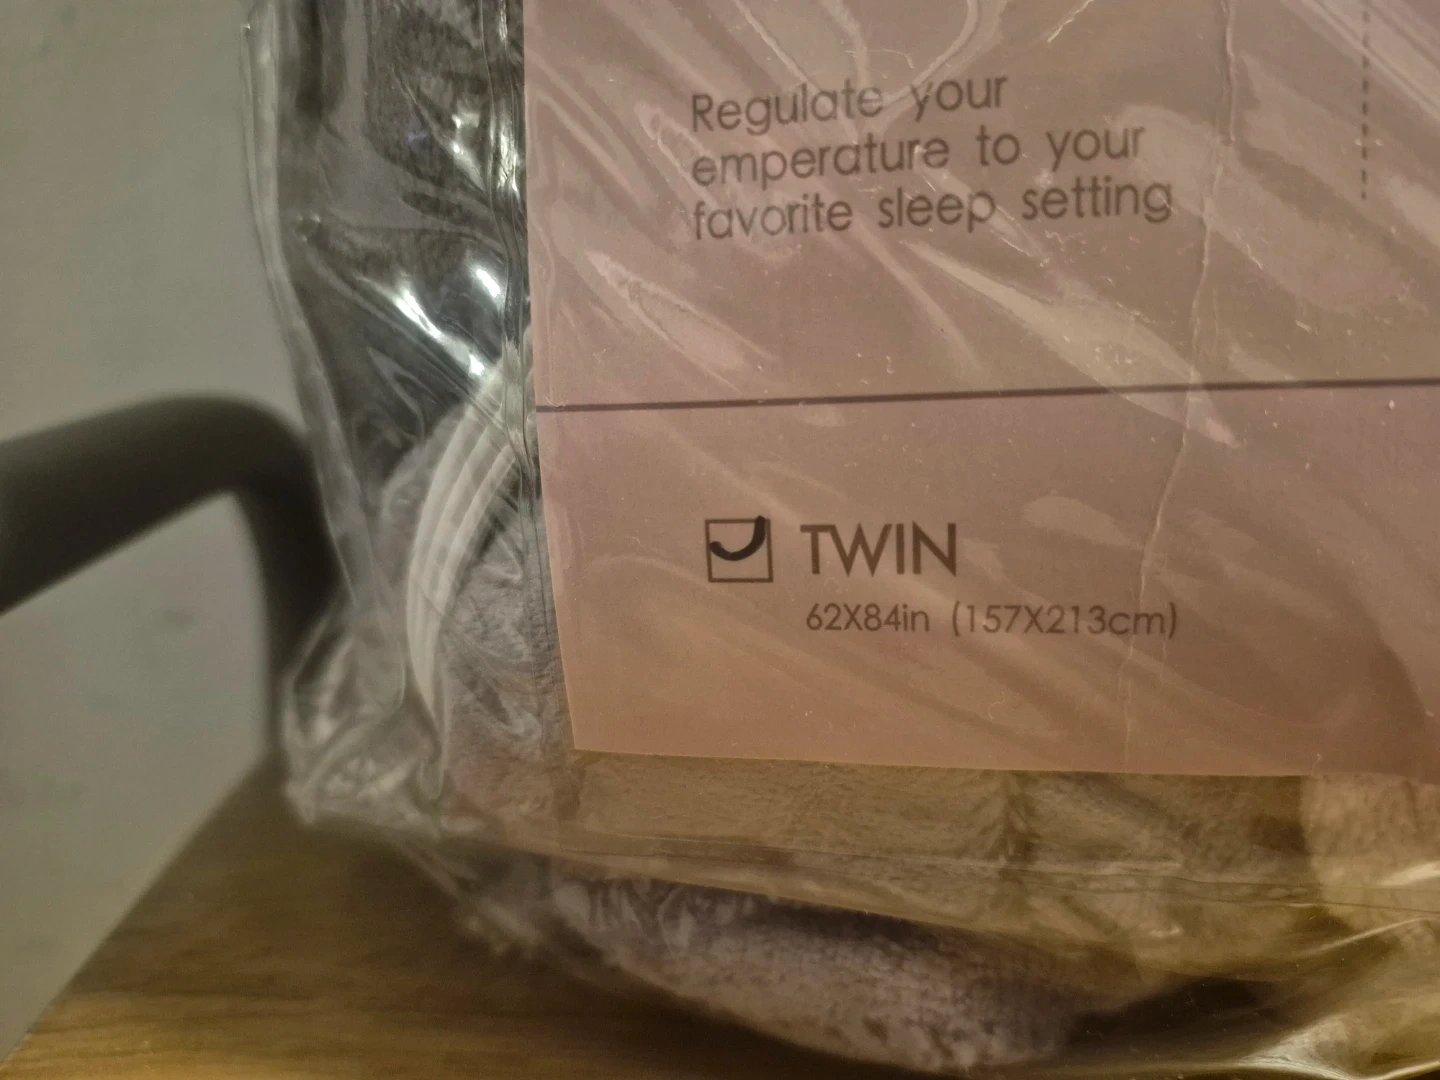 Regulate your
emperature to your
favorite sleep setting
TWIN
62X84in (157X213cm)